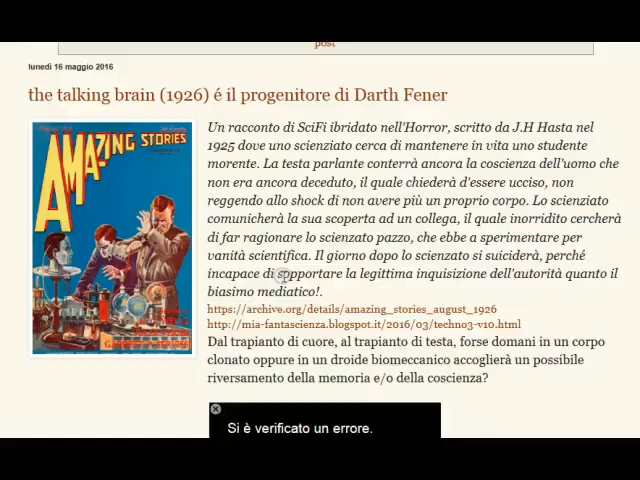 post
lunedì 16 maggio 2016
the talking brain (1926) é il progenitore di Darth Fener
AMAZING STORIES
Un racconto di SciFi ibridato nell'Horror, scritto da J.H Hasta nel
1925 dove uno scienziato cerca di mantenere in vita uno studente
morente. La testa parlante conterrà ancora la coscienza dell'uomo che
non era ancora deceduto, il quale chiederà d'essere ucciso, non
reggendo allo shock di non avere più un proprio corpo. Lo scienziato
comunicherà la sua scoperta ad un collega, il quale inorridito cercherà
di far ragionare lo scienzato pazzo, che ebbe a sperimentare per
vanità scientifica. Il giorno dopo lo scienzato si suiciderà, perché
incapace di sopportare la legittima inquisizione dell'autorità quanto il
biasimo mediatico!.
https://archive.org/details/amazing_stories_august_1926
http://mia-fantascienza.blogspot.it/2016/03/techno3-v10.html
Dal trapianto di cuore, al trapianto di testa, forse domani in un corpo
clonato oppure in un droide biomeccanico accoglierà un possibile
riversamento della memoria e/o della coscienza?
Si è verificato un errore.